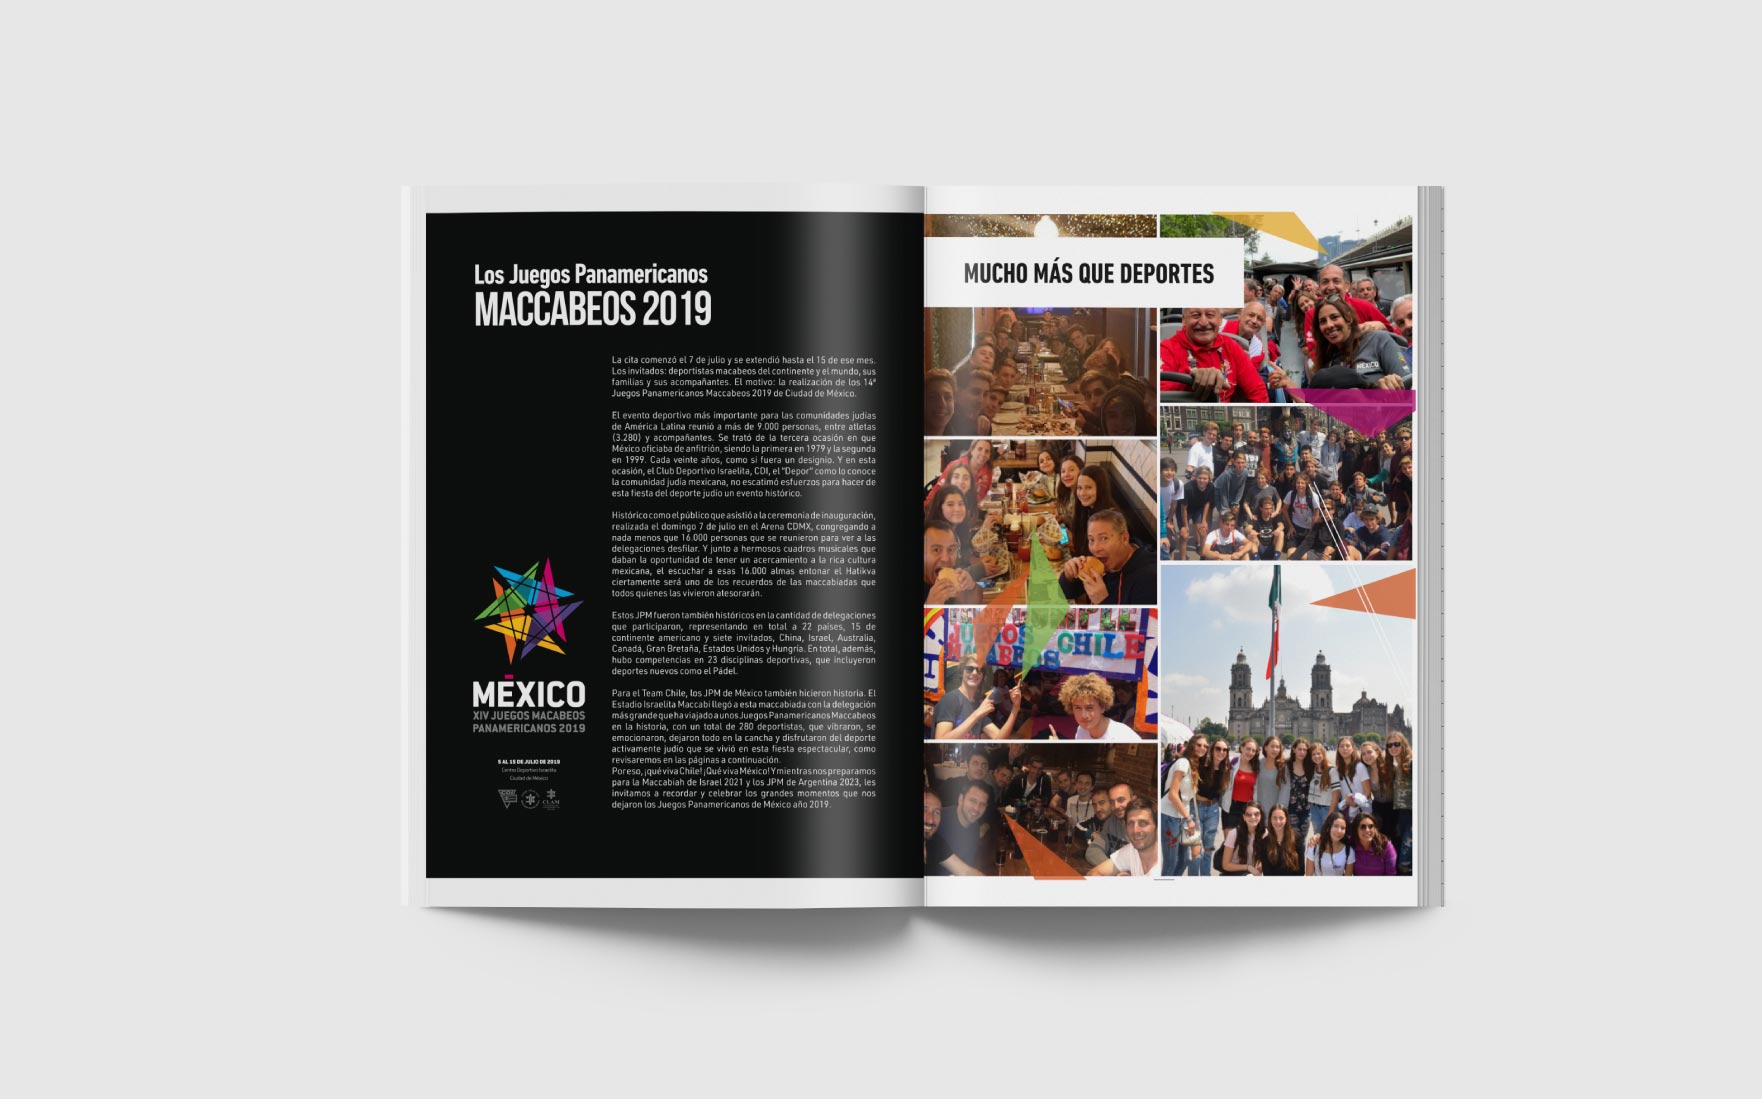 Los Juegos Panamericanos
MACCABEOS 2019
La cita comenzó el 7 de julio y se extendió hasta el 15 de ese mes.
Los invitados: deportistas macabeos del continente y el mundo, sus
familias y sus acompañantes. El motivo: la realización de los 14ª
Juegos Panamericanos Maccabeos 2019 de Ciudad de México.
El evento deportivo más importante para las comunidades judías
de América Latina reunió a más de 9.000 personas, entre atletas
(3.280) y acompañantes. Se trató de la tercera ocasión en que
México oficiaba de anfitrión, siendo la primera en 1979 y la segunda
en 1999. Cada veinte años, como si fuera un designio. Y en esta
ocasión, el Club Deportivo Israelita, CDI, el "Depor" como lo conoce
la comunidad judía mexicana, no escatimó esfuerzos para hacer de
esta fiesta del deporte judío un evento histórico.
Histórico como el público que asistió a la ceremonia de inauguración,
realizada el domingo 7 de julio en el Arena CDMX, congregando a
nada menos que 16.000 personas que se reunieron para ver a las
delegaciones desfilar. Y junto a hermosos cuadros musicales que
daban la oportunidad de tener un acercamiento a la rica cultura
mexicana, el escuchar a esas 16.000 almas entonar el Hatikva
ciertamente será uno de los recuerdos de las maccabiadas que
todos quienes las vivieron atesorarán.
Estos JPM fueron también históricos en la cantidad de delegaciones
que participaron, representando en total a 22 países, 15 de
continente americano y siete invitados, China, Israel, Australia,
Canadá, Gran Bretaña, Estados Unidos y Hungría. En total, además,
hubo competencias en 23 disciplinas deportivas, que incluyeron
deportes nuevos como el Pádel.
Para el Team Chile, los JPM de México también hicieron historia. El
Estadio Israelita Maccabi llegó a esta maccabiada con la delegación
más grande que ha viajado a unos Juegos Panamericanos Maccabeos
en la historia, con un total de 280 deportistas, que vibraron, se
emocionaron, dejaron todo en la cancha y disfrutaron del deporte
activamente judío que se vivió en esta fiesta espectacular, como
revisaremos en las páginas a continuación.
Por eso, ¡qué viva Chile! ¡Qué viva México! Y mientras nos preparamos
para la Maccabiah de Israel 2021 y los JPM de Argentina 2023, les
invitamos a recordar y celebrar los grandes momentos que nos
dejaron los Juegos Panamericanos de México año 2019.
MÉXICO
XIV JUEGOS MACABEOS
PANAMERICANOS 2019
5 AL 15 DE JULIO DE 2019
Centro Deportivo Israelita
Ciudad de México
CLAM
MUCHO MÁS QUE DEPORTES
MÉXICO
JUEGOS
MACABEOS
CHILE